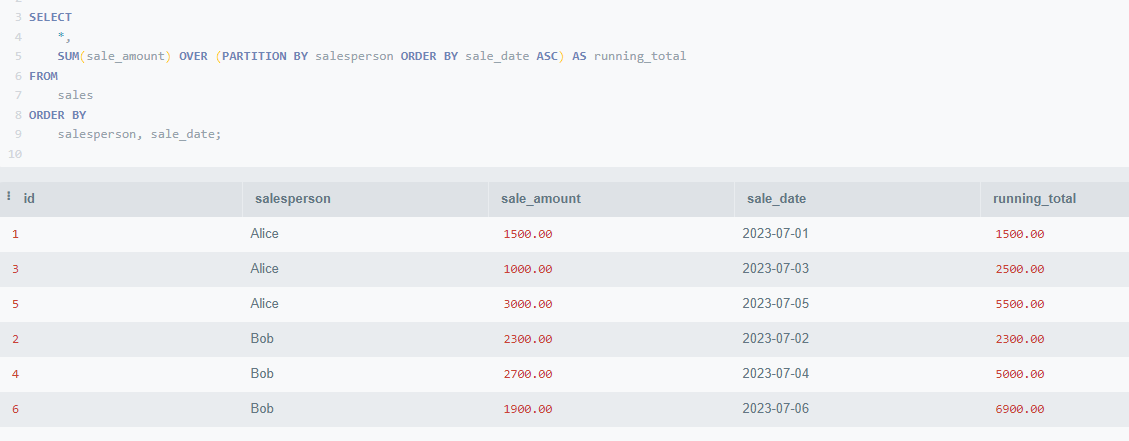 3 SELECT
4 *,
5 SUM(sale_amount) OVER (PARTITION BY salesperson ORDER BY sale_date ASC) AS running_total
6 FROM
7 sales
8 ORDER BY
9 salesperson, sale_date;
10
id salesperson sale_amount sale_date running_total
1 Alice 1500.00 2023-07-01 1500.00
3 Alice 1000.00 2023-07-03 2500.00
5 Alice 3000.00 2023-07-05 5500.00
2 Bob 2300.00 2023-07-02 2300.00
4 Bob 2700.00 2023-07-04 5000.00
6 Bob 1900.00 2023-07-06 6900.00